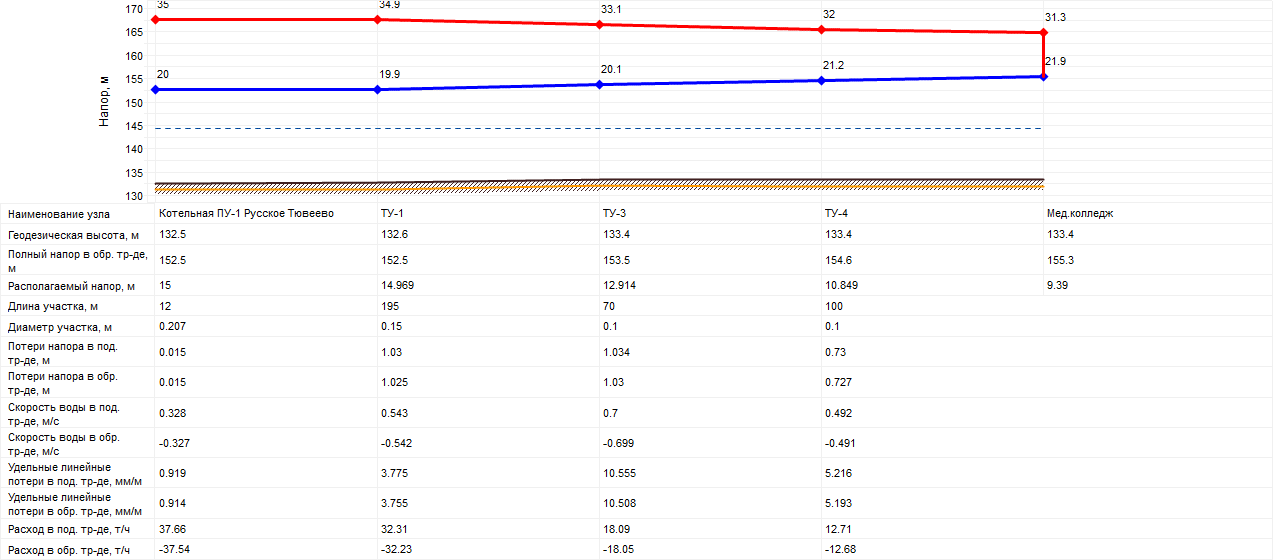 170
35
34.9
33.1
32
31.3
165
160
155
20
19.9
20.1
21.2
21.9
150
145
140
135
130
Напор, м
Наименование узла Котельная ПУ-1 Русское Тювеево ТУ-1 ТУ-3 ТУ-4 Мед.колледж
Геодезическая высота, м 132.5 132.6 133.4 133.4 133.4
Полный напор в обр. тр-де,
м 152.5 152.5 153.5 154.6 155.3
Располагаемый напор, м 15 14.969 12.914 10.849 9.39
Длина участка, м 12 195 70 100
Диаметр участка, м 0.207 0.15 0.1 0.1
Потери напора в под.
тр-де, м 0.015 1.03 1.034 0.73
Потери напора в обр.
тр-де, м 0.015 1.025 1.03 0.727
Скорость воды в под.
тр-де, м/с 0.328 0.543 0.7 0.492
Скорость воды в обр.
тр-де, м/с -0.327 -0.542 -0.699 -0.491
Удельные линейные
потери в под. тр-де, мм/м 0.919 3.775 10.555 5.216
Удельные линейные
потери в обр. тр-де, мм/м 0.914 3.755 10.508 5.193
Расход в под. тр-де, т/ч 37.66 32.31 18.09 12.71
Расход в обр. тр-де, т/ч -37.54 -32.23 -18.05 -12.68